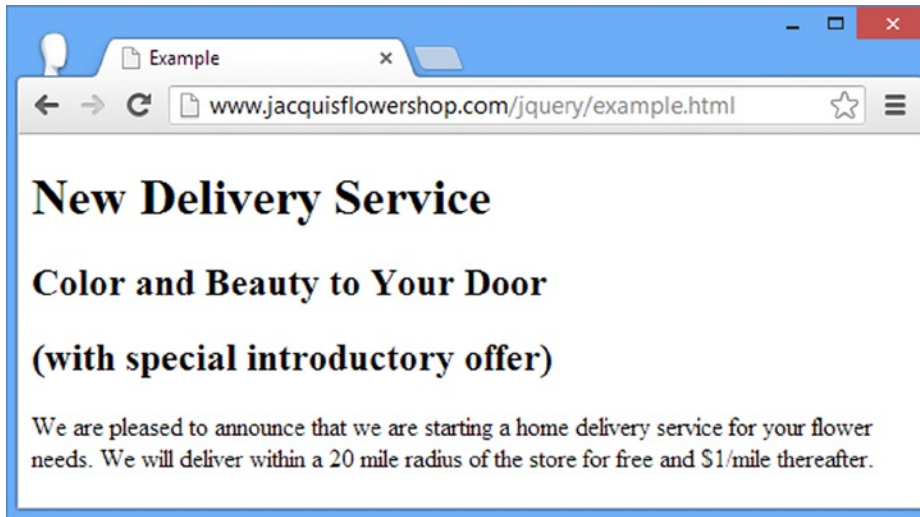 Example
www.jacquisflowershop.com/jquery/example.html
New Delivery Service
Color and Beauty to Your Door
(with special introductory offer)
We are pleased to announce that we are starting a home delivery service for your flower
needs. We will deliver within a 20 mile radius of the store for free and $1/mile thereafter.